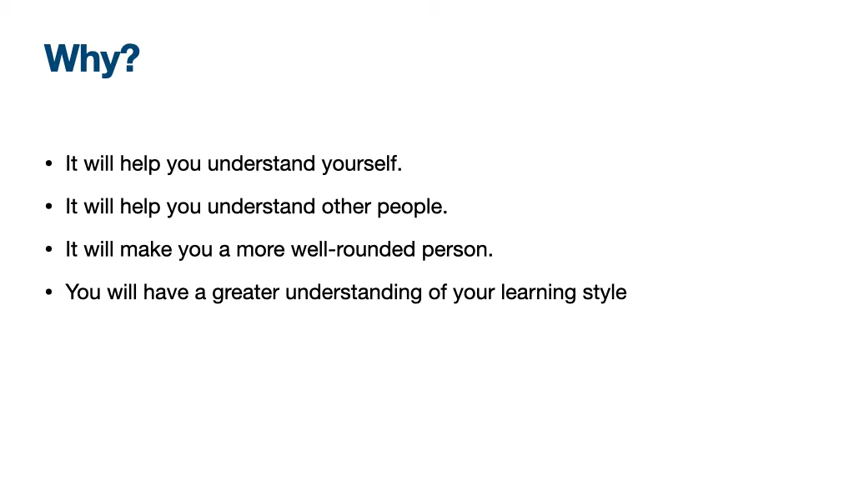 Why?
• It will help you understand yourself.
• It will help you understand other people.
• It will make you a more well-rounded person.
• You will have a greater understanding of your learning style